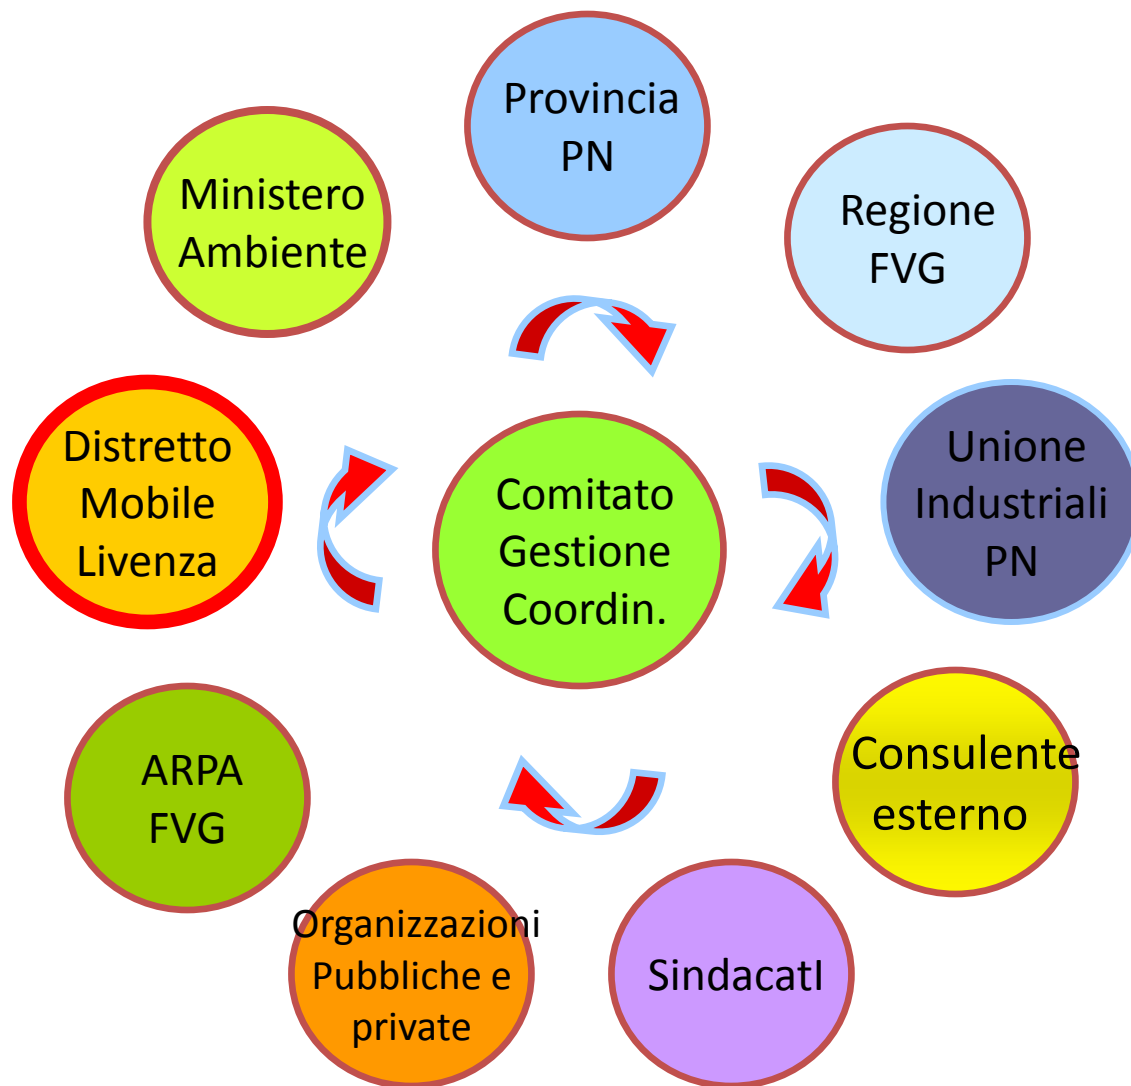 Provincia
PN
Ministero
Ambiente
Regione
FVG
Distretto
Mobile
Livenza
Comitato
Gestione
Coordin.
Unione
Industriali
PN
Consulente
esterno
ARPA
FVG
Organizzazioni
Pubbliche e
private
SindacatI